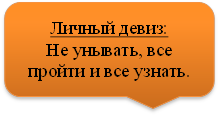 Личный девиз:
Не унывать, все
пройти и все узнать.